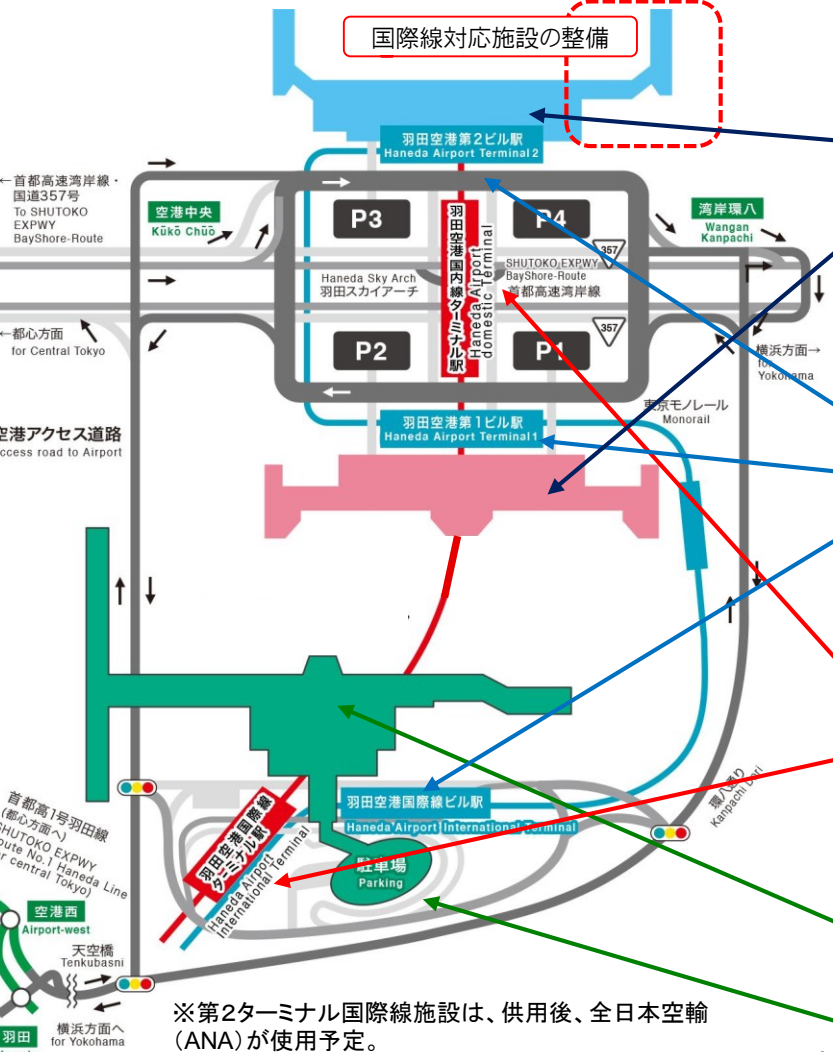 国際線対応施設の整備
羽田空港第2ビル駅
Haneda Airport Terminal 2
←首都高速湾岸線・
国道357号
To SHUTOKO
EXPWY
BayShore-Route
空港中央
Kūkō Chūō
P3
P4
湾岸環八
Wangan
Kanpachi
357
羽田空港国内線ターミナル駅
Haneda Airport
domestic Terminal
Haneda Sky Arch
羽田スカイアーチ
SHUTOKO EXPWY
BayShore-Route
首都高速湾岸線
←都心方面
for Central Tokyo
357
P2
P1
横浜方面→
for
Yokohama
羽田空港第1ビル駅
Haneda Airport Terminal 1
東京モノレール
Monorail
空港アクセス道路
access road to Airport
環八通り
Kanpachi Dori
首都高1号羽田線
(都心方面へ)
SHUTOKO EXPWY
Route No.1 Haneda Line
for central Tokyo)
羽田空港国際線
ターミナル駅
Haneda Airport
International Terminal
羽田空港国際線ビル駅
Haneda Airport International Terminal
駐車場
Parking
空港西
Airport-west
天空橋
Tenkubasni
羽田
横浜方面へ
for Yokohama
※第2ターミナル国際線施設は、供用後、全日本空輸
(ANA)が使用予定。